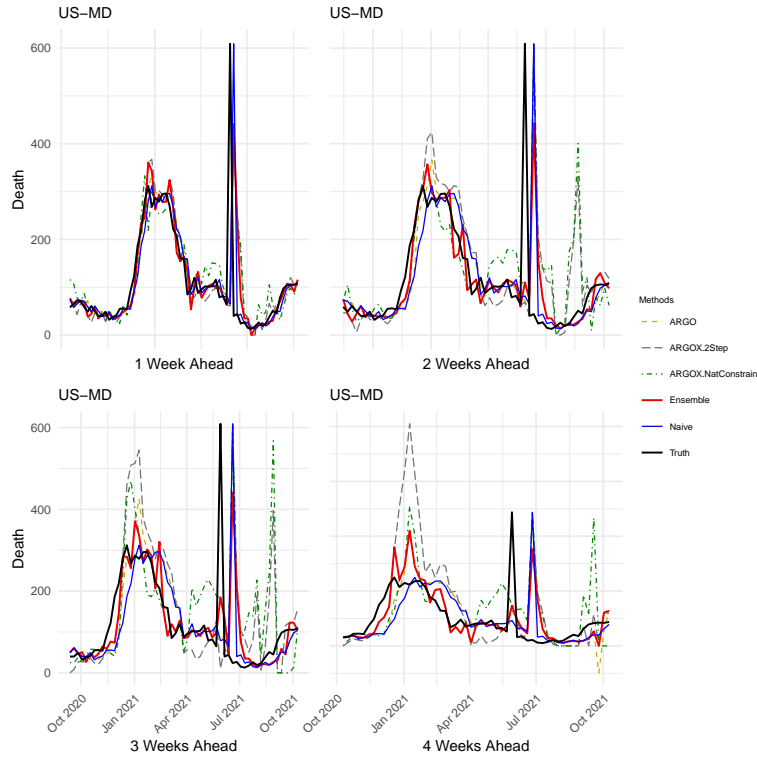 US−MD
US−MD
600
400
200
0
Death
1 Week Ahead
2 Weeks Ahead
Methods
ARGO
ARGOX.2Step
ARGOX.NatConstrain
Ensemble
Naive
Truth
US−MD
US−MD
600
400
200
0
Death
Oct 2020
Jan 2021
Apr 2021
Jul 2021
Oct 2021
Oct 2020
Jan 2021
Apr 2021
Jul 2021
Oct 2021
3 Weeks Ahead
4 Weeks Ahead